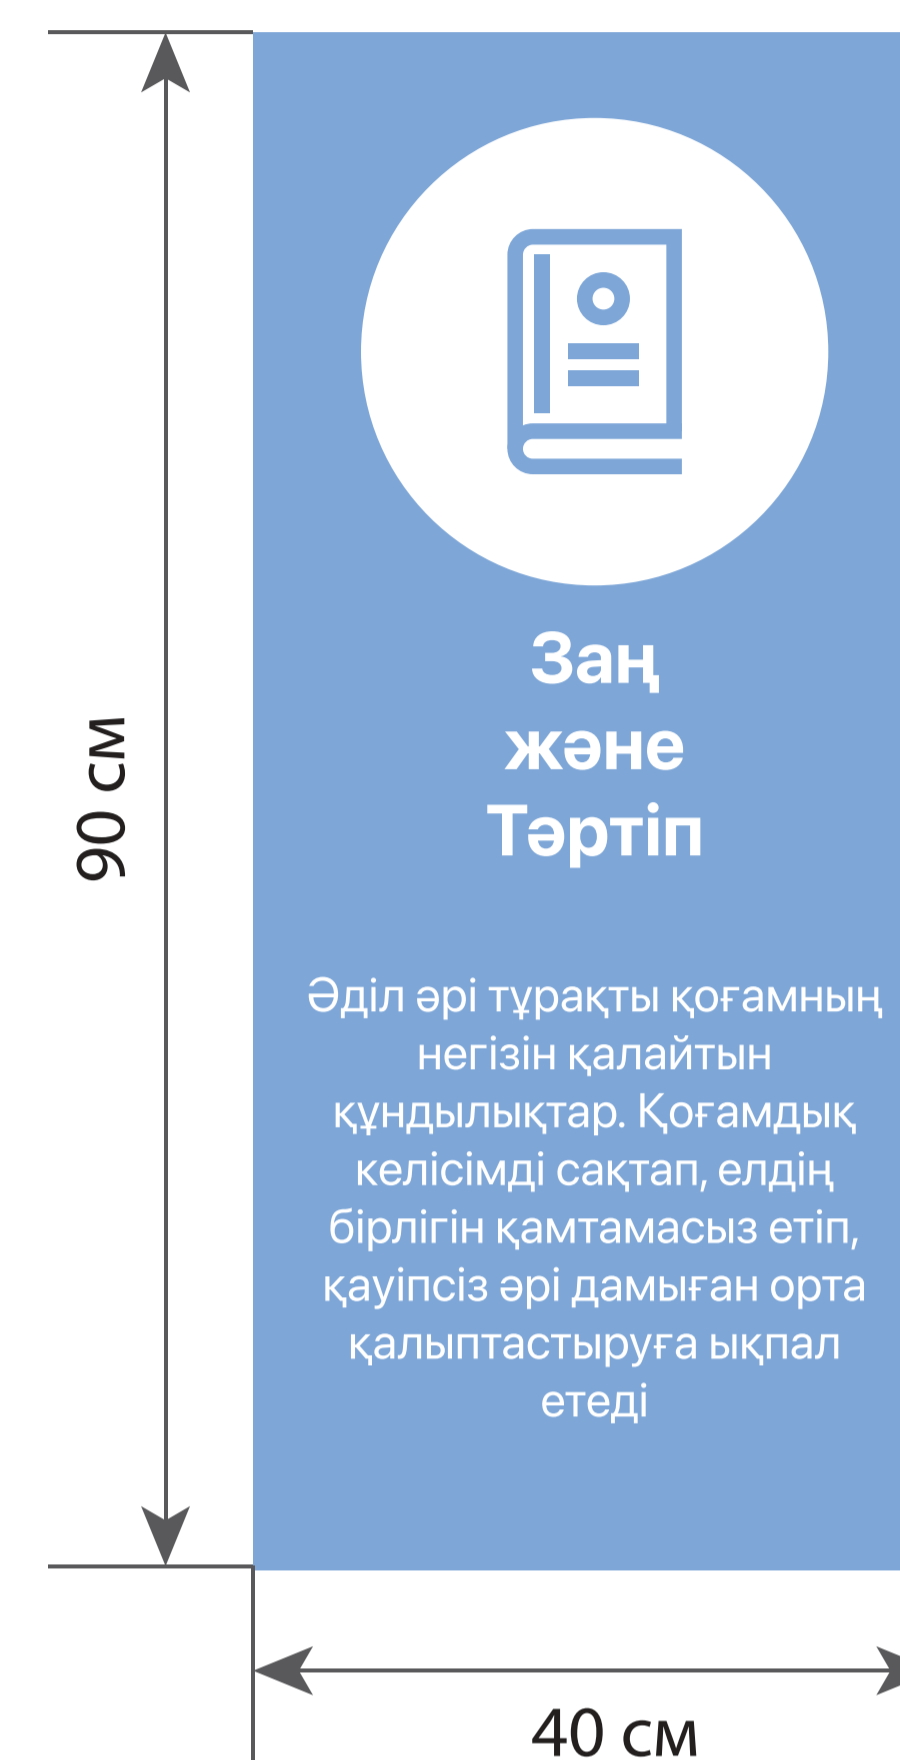 Заң
және
Тәртіп
90 см
Әділ әрі тұрақты қоғамның
негізін қалайтын
құндылықтар. Қоғамдық
келісімді сақтап, елдің
бірлігін қамтамасыз етіп,
қауіпсіз әрі дамыған орта
қалыптастыруға ықпал
етеді
40 см